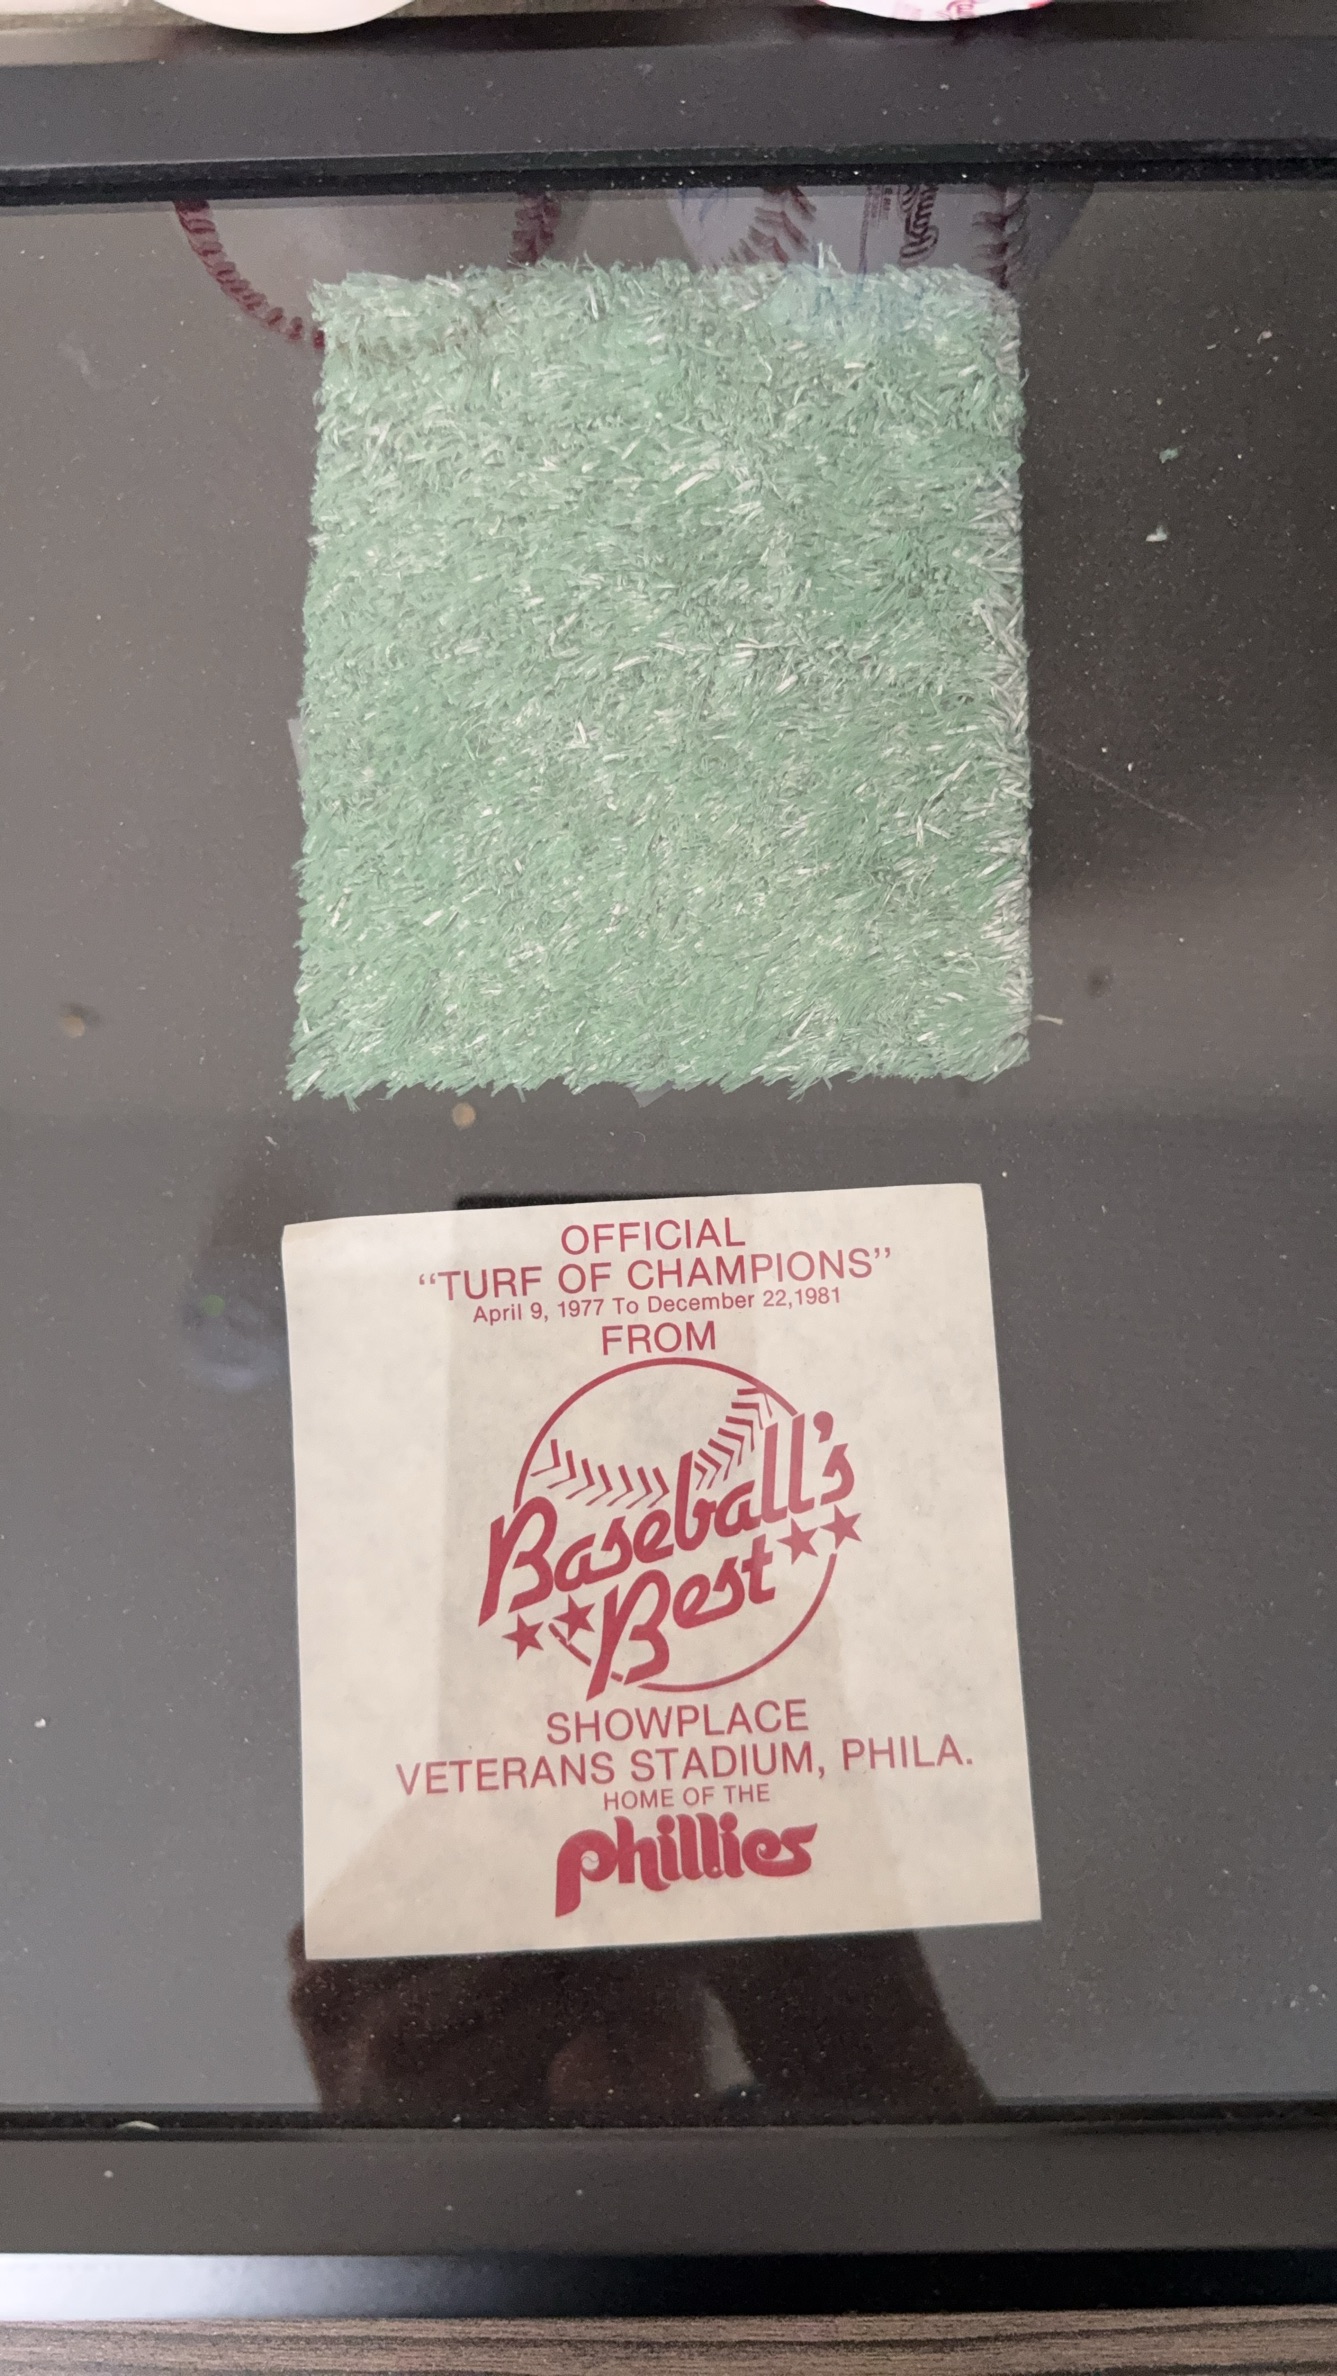 OFFICIAL
“TURF OF CHAMPIONS”
April 9, 1977 To December 22,1981
FROM
Baseball's
Best
SHOWPLACE
VETERANS STADIUM, PHILA.
HOME OF THE
phillies